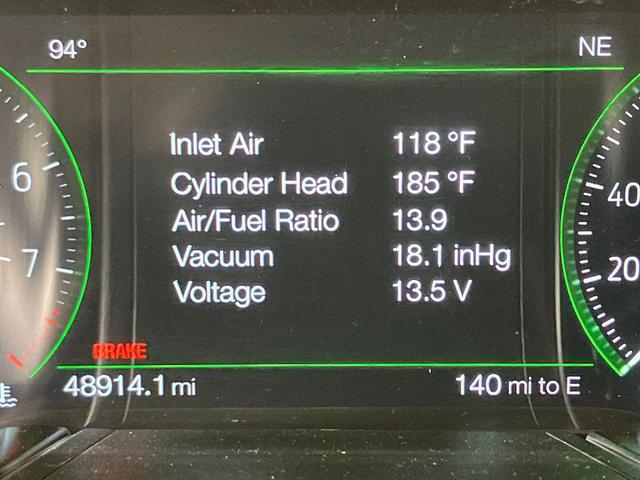 94° NE
Inlet Air 118 °F
Cylinder Head 185 °F
6
Air/Fuel Ratio 13.9
40
Vacuum 18.1 inHg
7
20
Voltage 13.5 V
BRAKE
48914.1 mi 140 mi to E